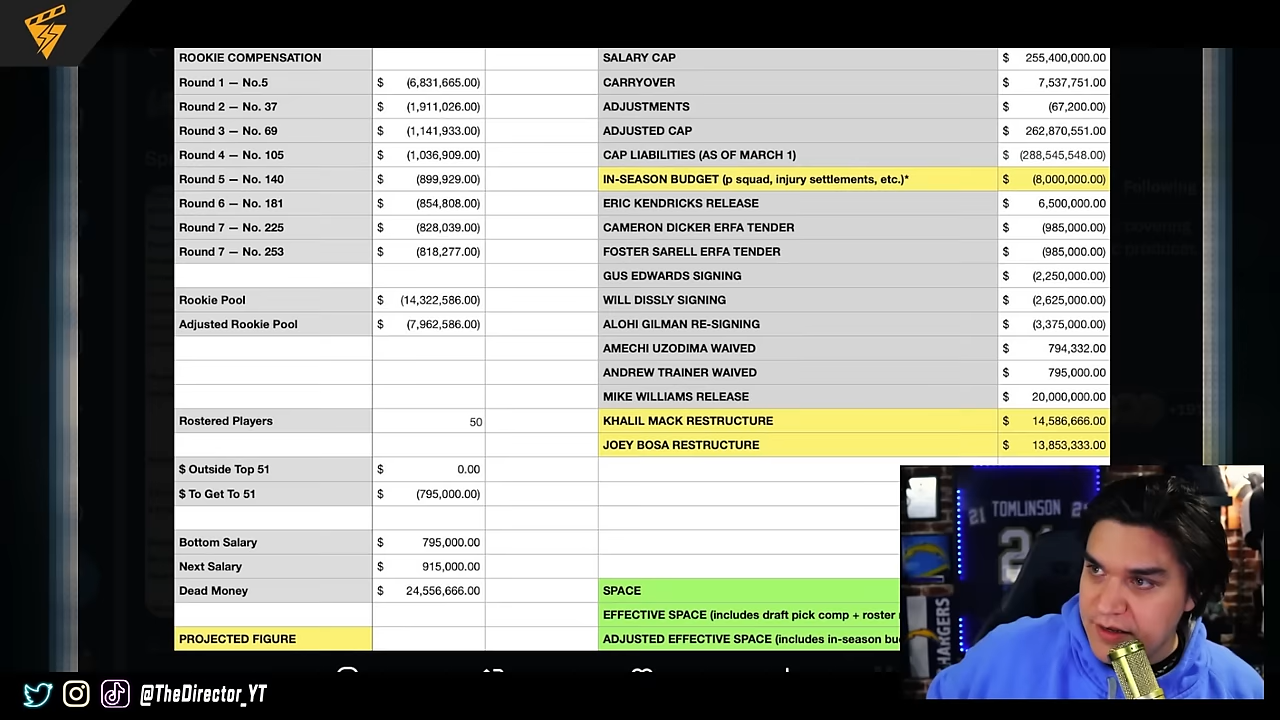 ROOKIE COMPENSATION SALARY CAP $ 255,400,000.00
Round 1 — No.5 $ (6,831,665.00) CARRYOVER $ 7,537,751.00
Round 2 — No. 37 $ (1,911,026.00) ADJUSTMENTS $ (67,200.00)
Round 3 — No. 69 $ (1,141,933.00) ADJUSTED CAP $ 262,870,551.00
Round 4 — No. 105 $ (1,036,909.00) CAP LIABILITIES (AS OF MARCH 1) $ (288,545,548.00)
Round 5 — No. 140 $ (899,929.00) IN-SEASON BUDGET (p squad, injury settlements, etc.)* $ (8,000,000.00)
Round 6 — No. 181 $ (854,808.00) ERIC KENDRICKS RELEASE $ 6,500,000.00
Round 7 — No. 225 $ (828,039.00) CAMERON DICKER ERFA TENDER $ (985,000.00)
Round 7 — No. 253 $ (818,277.00) FOSTER SARELL ERFA TENDER $ (985,000.00)
GUS EDWARDS SIGNING $ (2,250,000.00)
Rookie Pool $ (14,322,586.00) WILL DISSLY SIGNING $ (2,625,000.00)
Adjusted Rookie Pool $ (7,962,586.00) ALOHI GILMAN RE-SIGNING $ (3,375,000.00)
AMECHI UZODIMA WAIVED $ 794,332.00
ANDREW TRAINER WAIVED $ 795,000.00
MIKE WILLIAMS RELEASE $ 20,000,000.00
Rostered Players 50 KHALIL MACK RESTRUCTURE $ 14,586,666.00
JOEY BOSA RESTRUCTURE $ 13,853,333.00
$ Outside Top 51 $ 0.00
$ To Get To 51 $ (795,000.00)
Bottom Salary $ 795,000.00
Next Salary $ 915,000.00
Dead Money $ 24,556,666.00 SPACE
EFFECTIVE SPACE (includes draft pick comp + roster
PROJECTED FIGURE ADJUSTED EFFECTIVE SPACE (includes in-season bu
Following
21 TOMLINSON 2
2
CHARGERS
@TheDirector_YT